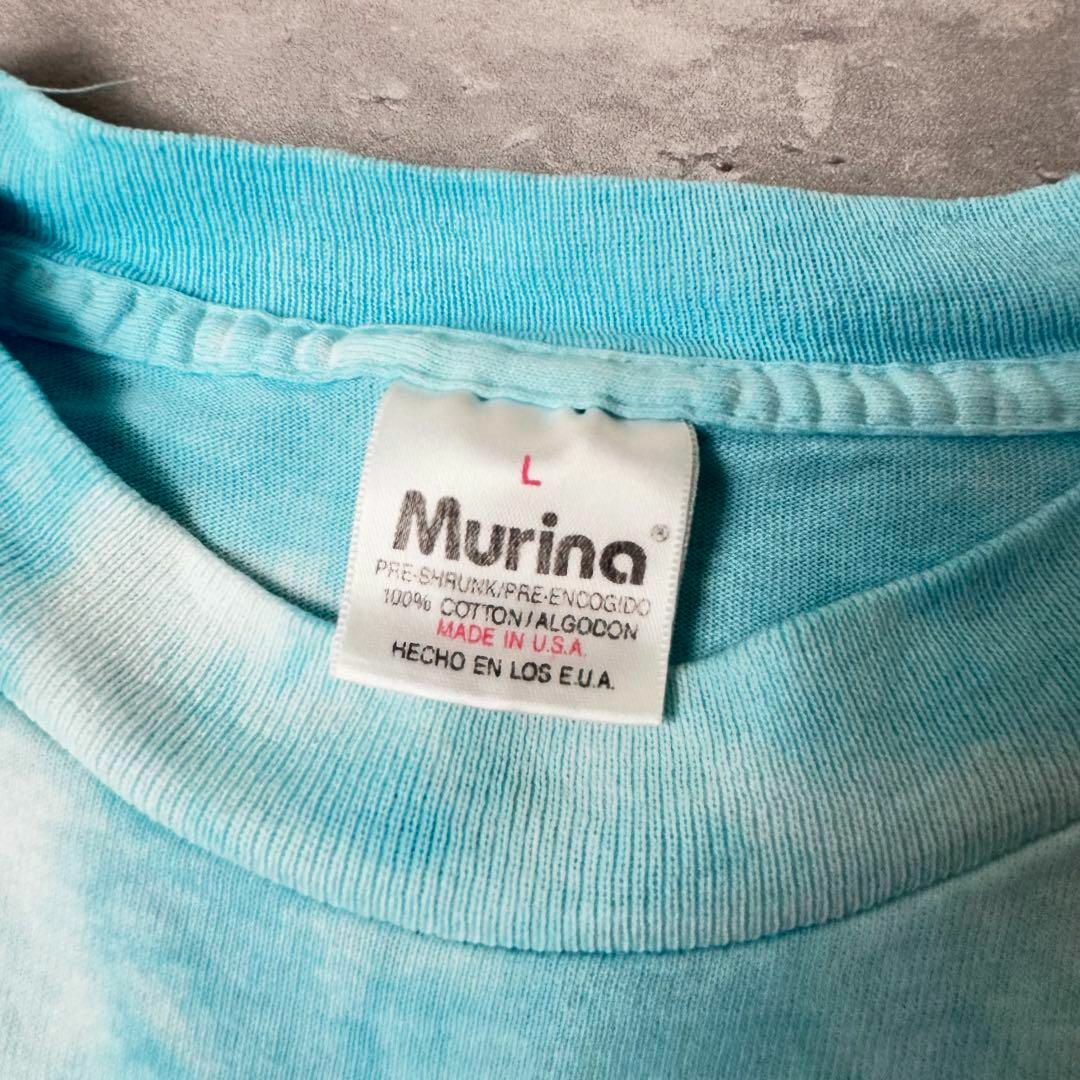 L
Murina®
PRE-SHRUNK/PRE-ENCOGIDO
100% COTTON/ALGODON
MADE IN U.S.A.
HECHO EN LOS E.U.A.